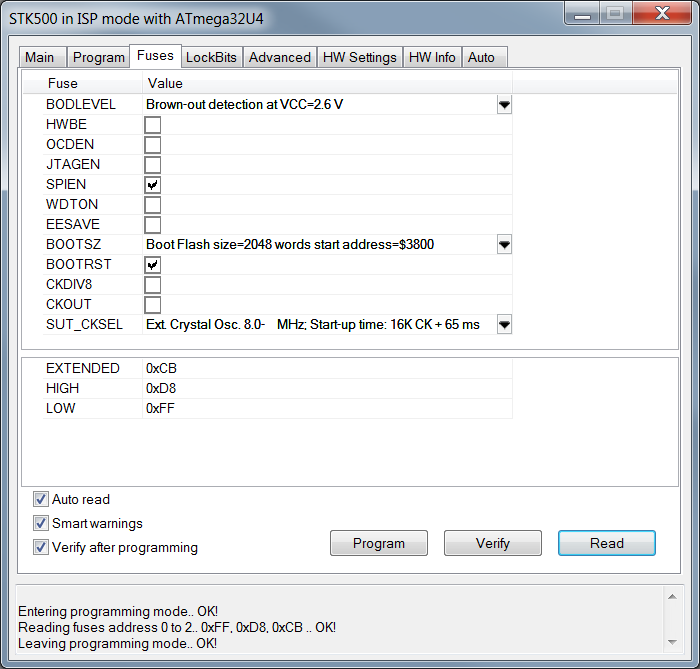 STK500 in ISP mode with ATmega32U4
Main Program Fuses LockBits Advanced HW Settings HW Info Auto
Fuse Value
BODLEVEL Brown-out detection at VCC=2.6 V
HWBE
OCDEN
JTAGEN
SPIEN
WDTON
EESAVE
BOOTSZ Boot Flash size=2048 words start address=$3800
BOOTRST
CKDIV8
CKOUT
SUT_CKSEL Ext. Crystal Osc. 8.0- MHz; Start-up time: 16K CK + 65 ms
EXTENDED 0xCB
HIGH 0xD8
LOW 0xFF
Auto read
Smart warnings
Verify after programming
Program Verify Read
Entering programming mode.. OK!
Reading fuses address 0 to 2.. 0xFF, 0xD8, 0xCB .. OK!
Leaving programming mode.. OK!